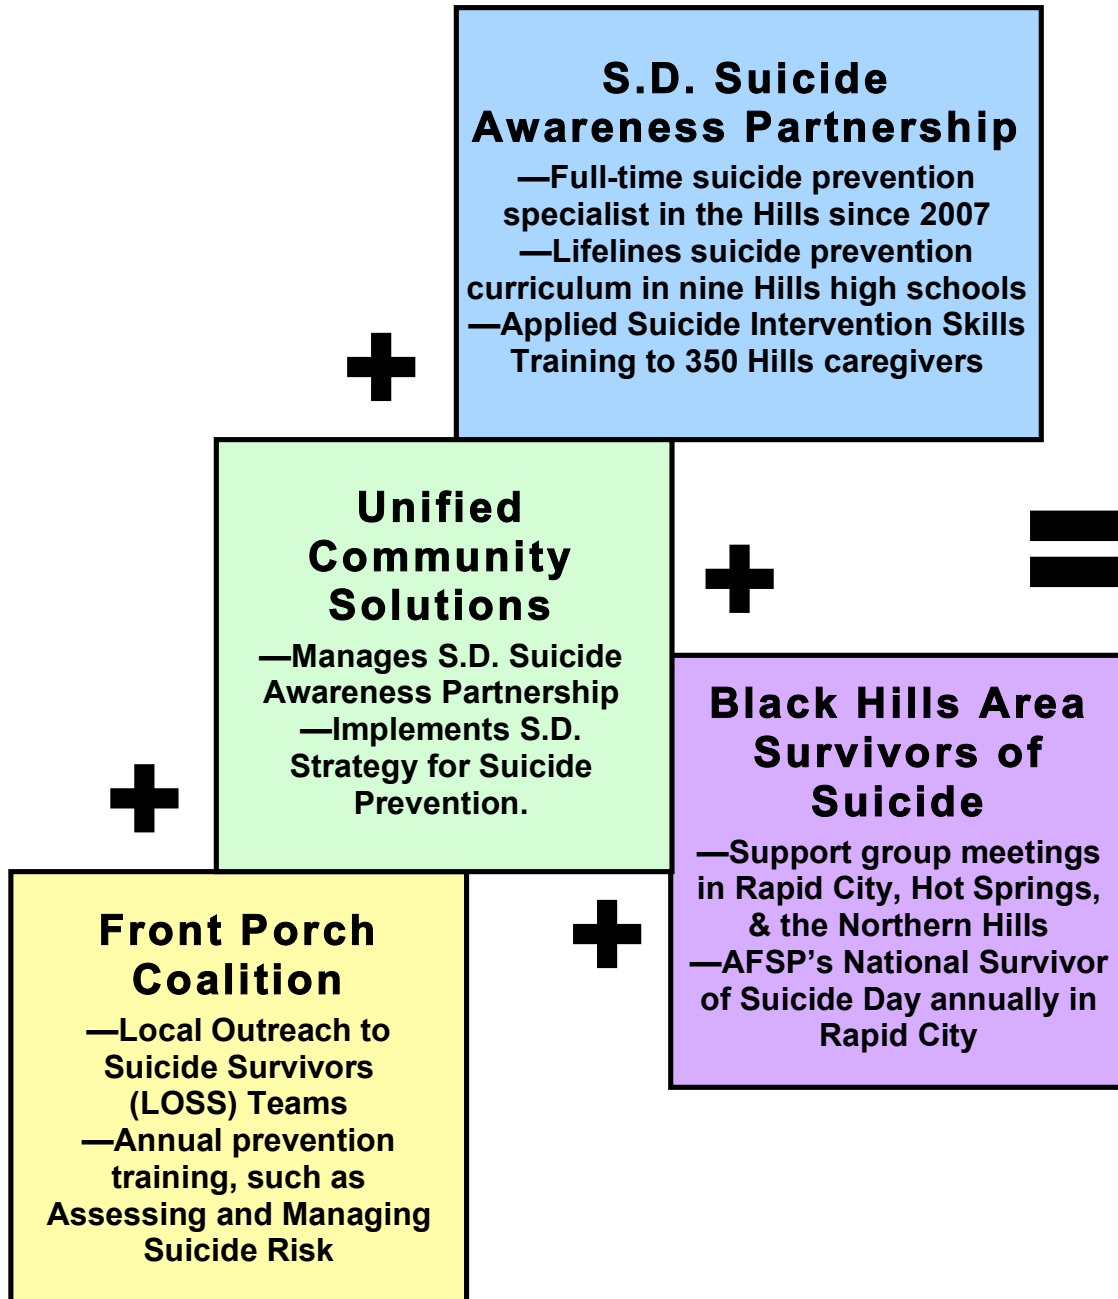 S.D. Suicide
Awareness Partnership
—Full-time suicide prevention
specialist in the Hills since 2007
—Lifelines suicide prevention
curriculum in nine Hills high schools
—Applied Suicide Intervention Skills
Training to 350 Hills caregivers
+
Unified
Community
Solutions
—Manages S.D. Suicide
Awareness Partnership
—Implements S.D.
Strategy for Suicide
Prevention.
+
=
+
Black Hills Area
Survivors of
Suicide
—Support group meetings
in Rapid City, Hot Springs,
& the Northern Hills
—AFSP’s National Survivor
of Suicide Day annually in
Rapid City
+
Front Porch
Coalition
—Local Outreach to
Suicide Survivors
(LOSS) Teams
—Annual prevention
training, such as
Assessing and Managing
Suicide Risk